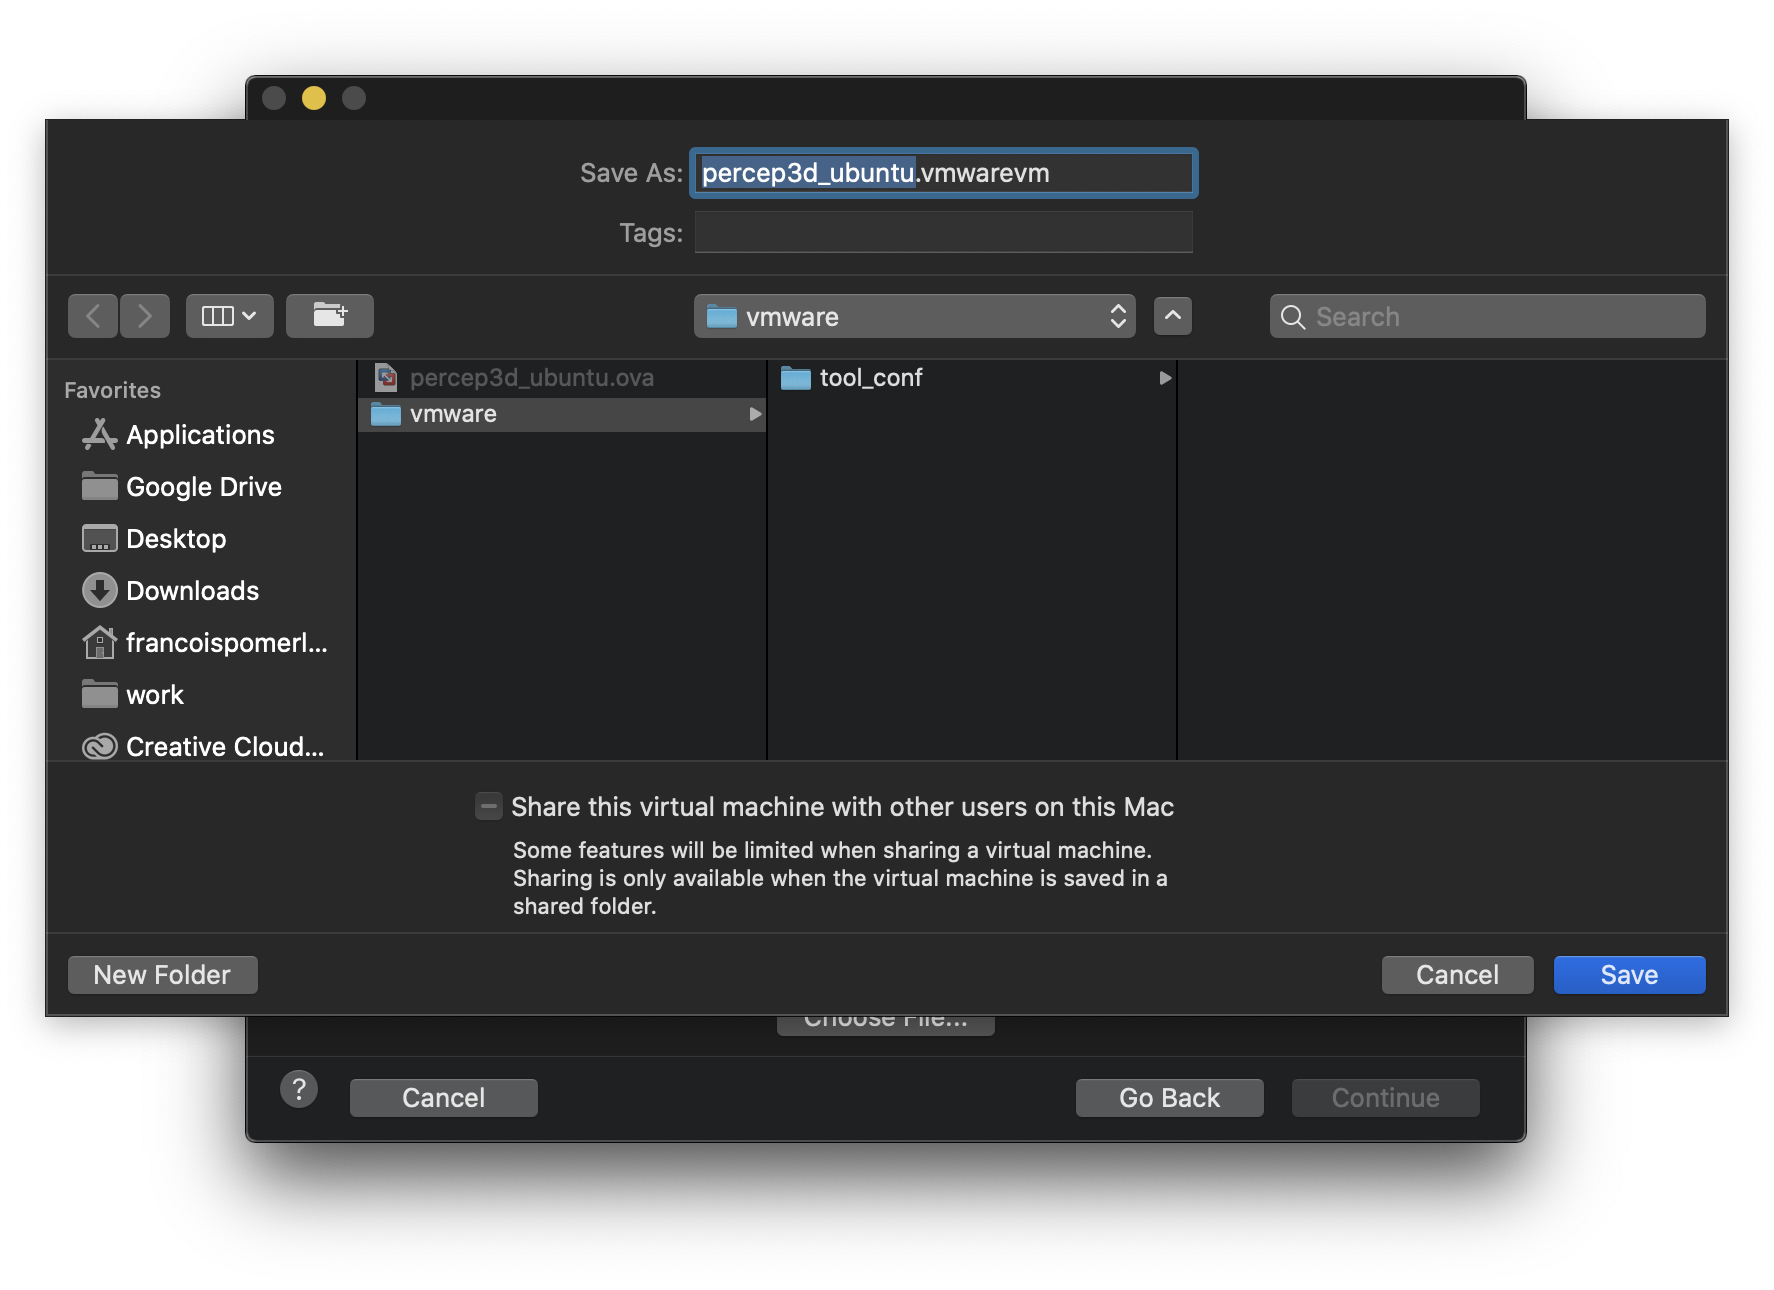 Save As: percep3d_ubuntu.vmwarevm
Tags:
vmware
Search
Favorites
Applications
Google Drive
Desktop
Downloads
francoispomerl...
work
Creative Cloud...
percep3d_ubuntu.ova
vmware
tool_conf
Share this virtual machine with other users on this Mac
Some features will be limited when sharing a virtual machine.
Sharing is only available when the virtual machine is saved in a
shared folder.
New Folder
Cancel
Save
Choose File...
?
Cancel
Go Back
Continue